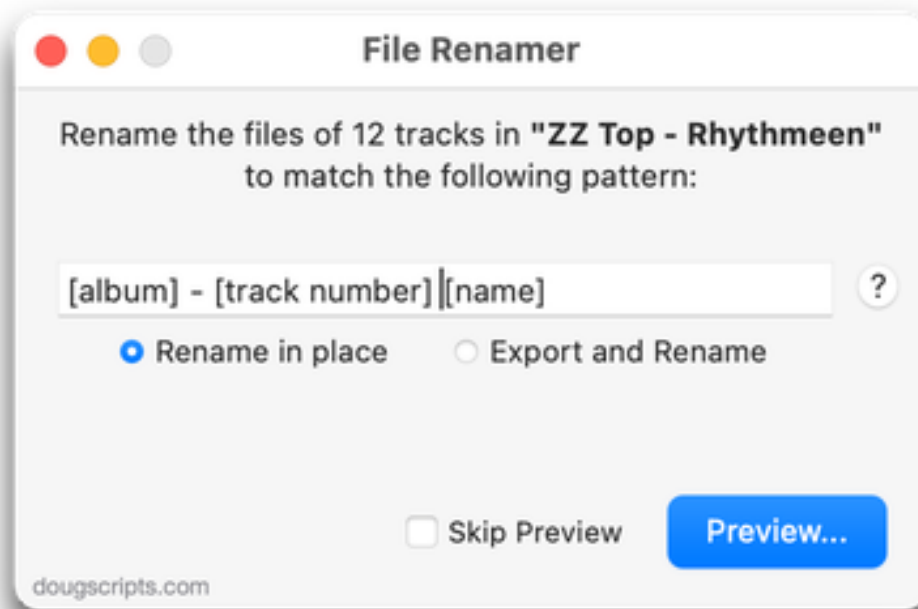 File Renamer
Rename the files of 12 tracks in "ZZ Top - Rhythmeen"
to match the following pattern:
[album] - [track number] [name]
?
Rename in place
Export and Rename
Skip Preview
Preview...
dougscripts.com